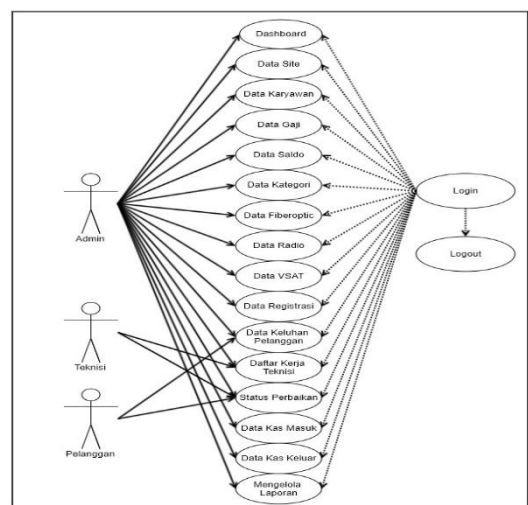 Dashboard
Data Site
Data Karyawan
Data Gaji
Data Saldo
Data Kategori
Data Fiberoptic
Data Radio
Data VSAT
Data Registrasi
Data Keluhan
Pelanggan
Daftar Kerja
Teknisi
Status Perbaikan
Data Kas Masuk
Data Kas Keluar
Mengelola
Laporan
Admin
Teknisi
Pelanggan
Login
Logout